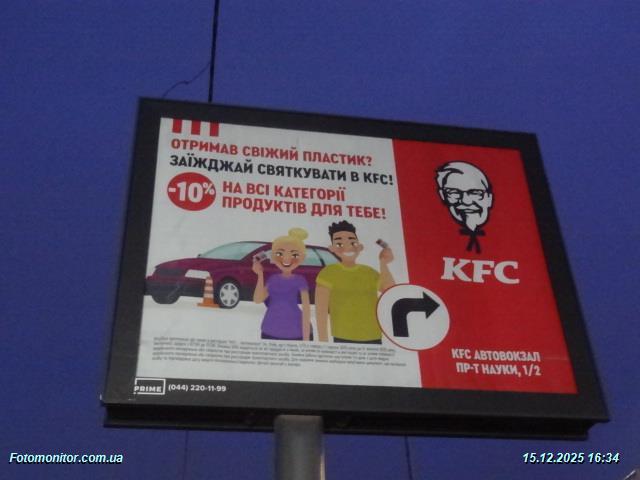 ОТРИМАВ СВІЖИЙ ПЛАСТИК?
ЗАЇЖДЖАЙ СВЯТКУВАТИ В KFC!
-10% НА ВСІ КАТЕГОРІЇ
ПРОДУКТІВ ДЛЯ ТЕБЕ!
KFC
KFC АВТОВОКЗАЛ
ПР-Т НАУКИ, 1/2
PRIME (044) 220-11-99
Fotomonitor.com.ua
15.12.2025 16:34